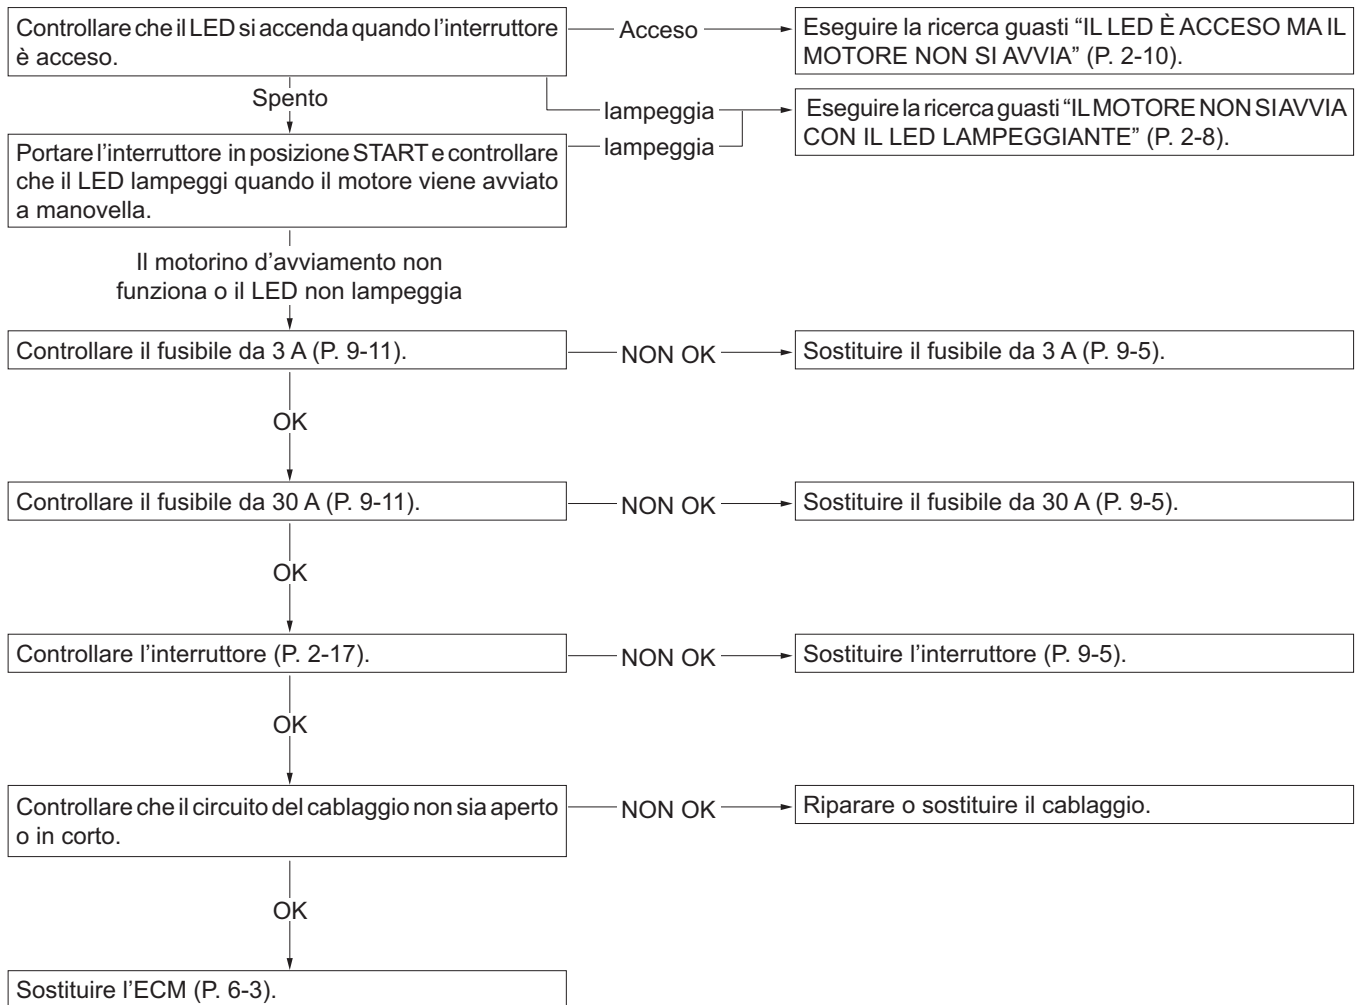 Controllare che il LED si accenda quando l’interruttore
è acceso.
Acceso
Eseguire la ricerca guasti “IL LED È ACCESO MA IL
MOTORE NON SI AVVIA” (P. 2-10).
Spento
lampeggia
Eseguire la ricerca guasti “IL MOTORE NON SI AVVIA
CON IL LED LAMPEGGIANTE” (P. 2-8).
lampeggia
Portare l’interruttore in posizione START e controllare
che il LED lampeggi quando il motore viene avviato
a manovella.
Il motorino d’avviamento non
funziona o il LED non lampeggia
Controllare il fusibile da 3 A (P. 9-11).
NON OK
Sostituire il fusibile da 3 A (P. 9-5).
OK
Controllare il fusibile da 30 A (P. 9-11).
NON OK
Sostituire il fusibile da 30 A (P. 9-5).
OK
Controllare l’interruttore (P. 2-17).
NON OK
Sostituire l’interruttore (P. 9-5).
OK
Controllare che il circuito del cablaggio non sia aperto
o in corto.
NON OK
Riparare o sostituire il cablaggio.
OK
Sostituire l’ECM (P. 6-3).